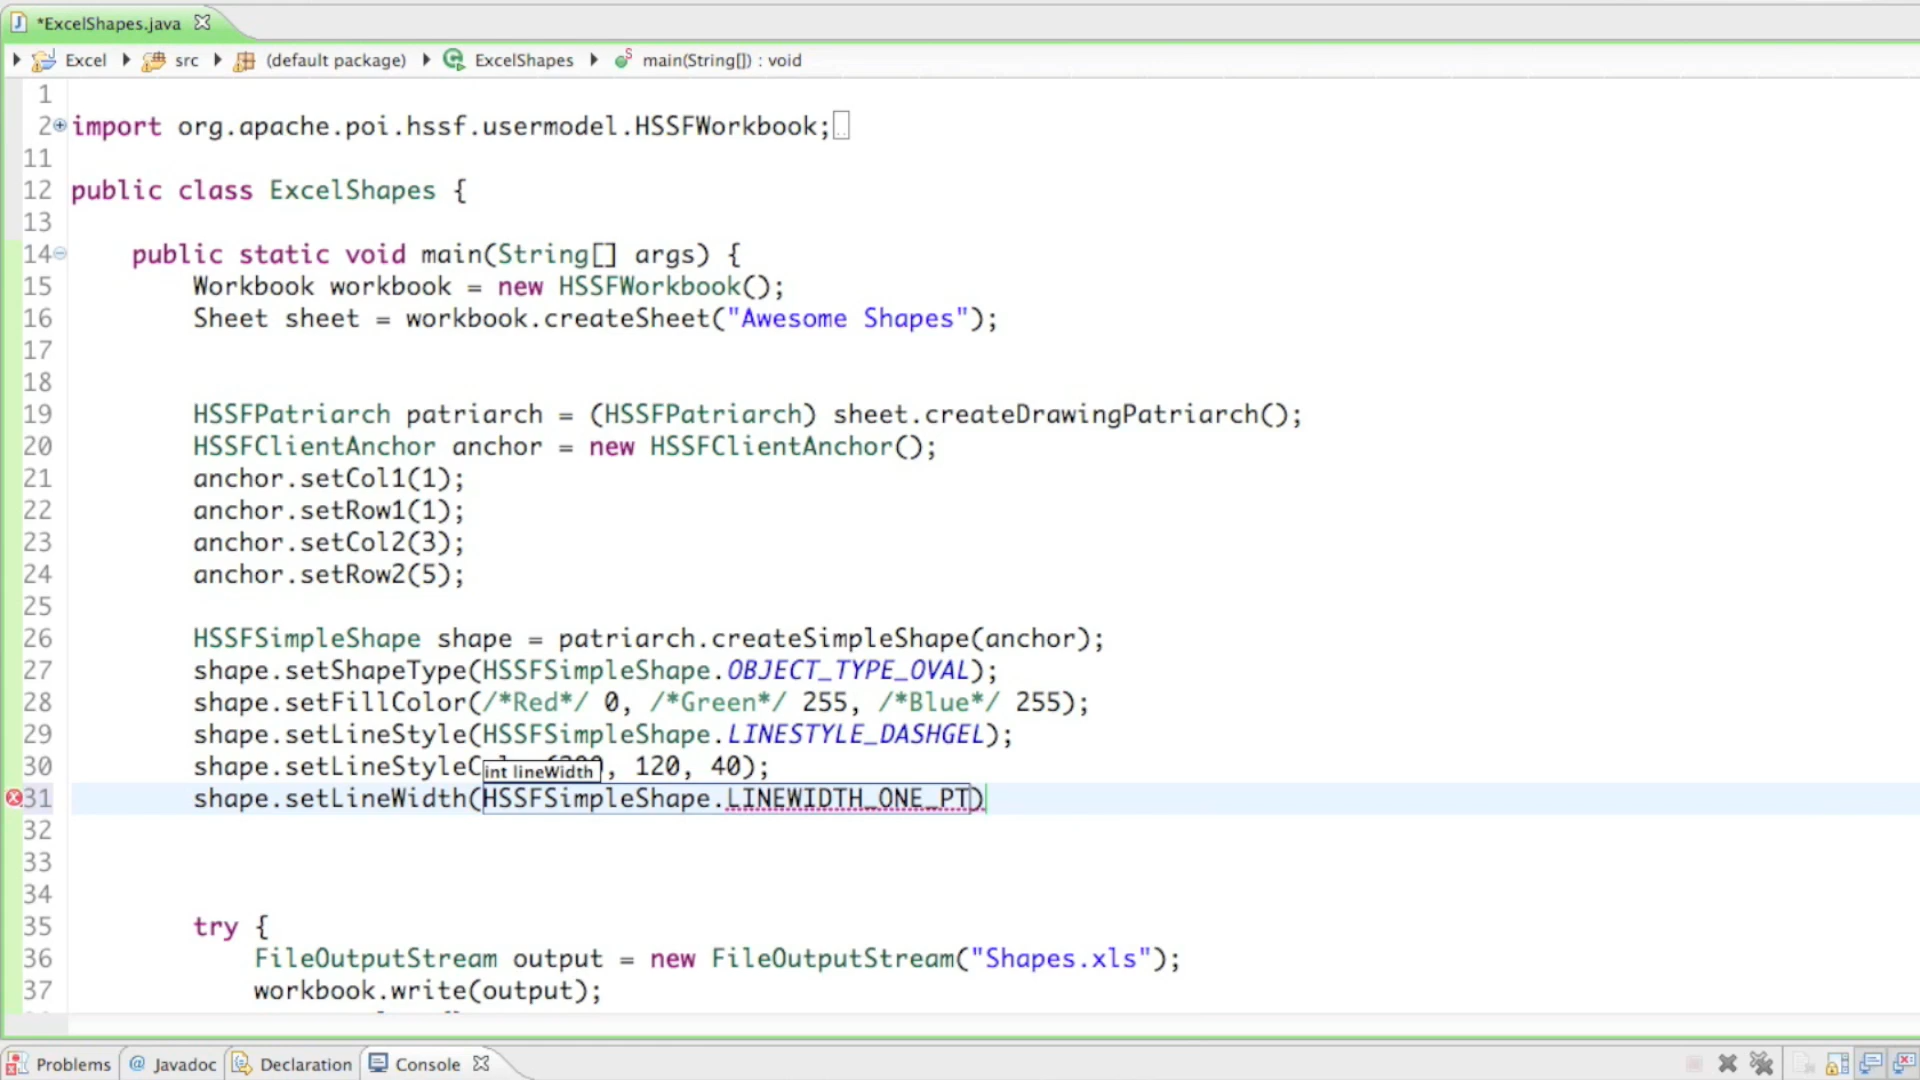 *ExcelShapes.java
Excel src (default package) ExcelShapes main(String[]) : void
1
2 import org.apache.poi.hssf.usermodel.HSSFWorkbook;
11
12 public class ExcelShapes {
13
14 public static void main(String[] args) {
15 Workbook workbook = new HSSFWorkbook();
16 Sheet sheet = workbook.createSheet("Awesome Shapes");
17
18
19 HSSFPatriarch patriarch = (HSSFPatriarch) sheet.createDrawingPatriarch();
20 HSSFClientAnchor anchor = new HSSFClientAnchor();
21 anchor.setCol1(1);
22 anchor.setRow1(1);
23 anchor.setCol2(3);
24 anchor.setRow2(5);
25
26 HSSFSimpleShape shape = patriarch.createSimpleShape(anchor);
27 shape.setShapeType(HSSFSimpleShape.OBJECT_TYPE_OVAL);
28 shape.setFillColor(/*Red*/ 0, /*Green*/ 255, /*Blue*/ 255);
29 shape.setLineStyle(HSSFSimpleShape.LINESTYLE_DASHGEL);
30 shape.setLineStyleC , 120, 40);
int lineWidth
31 shape.setLineWidth(HSSFSimpleShape.LINEWIDTH_ONE_PT)
32
33
34
35 try {
36 FileOutputStream output = new FileOutputStream("Shapes.xls");
37 workbook.write(output);
Problems Javadoc Declaration Console